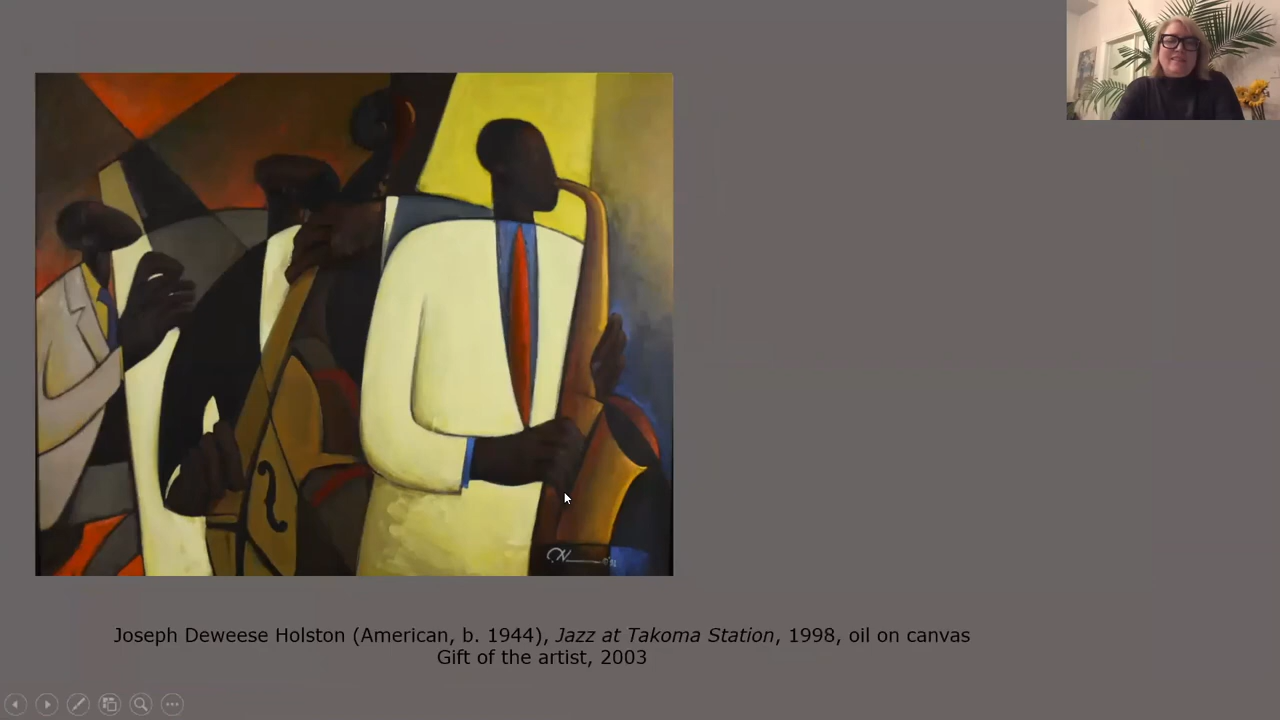 Joseph Deweese Holston (American, b. 1944), Jazz at Takoma Station, 1998, oil on canvas
Gift of the artist, 2003